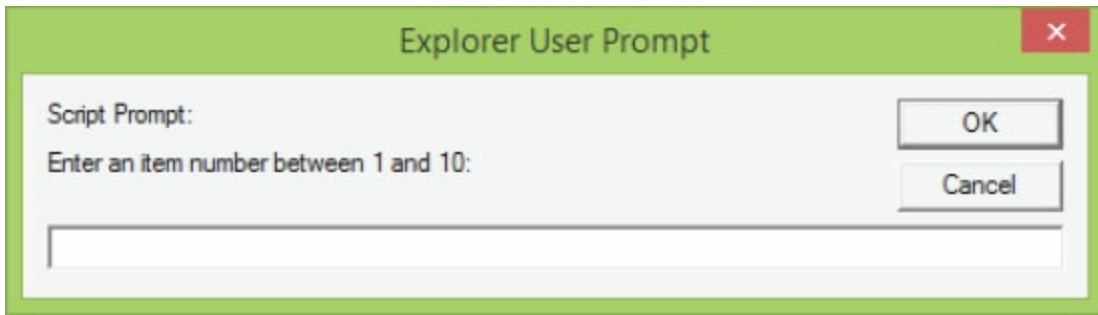 Explorer User Prompt
Script Prompt:
OK
Enter an item number between 1 and 10:
Cancel